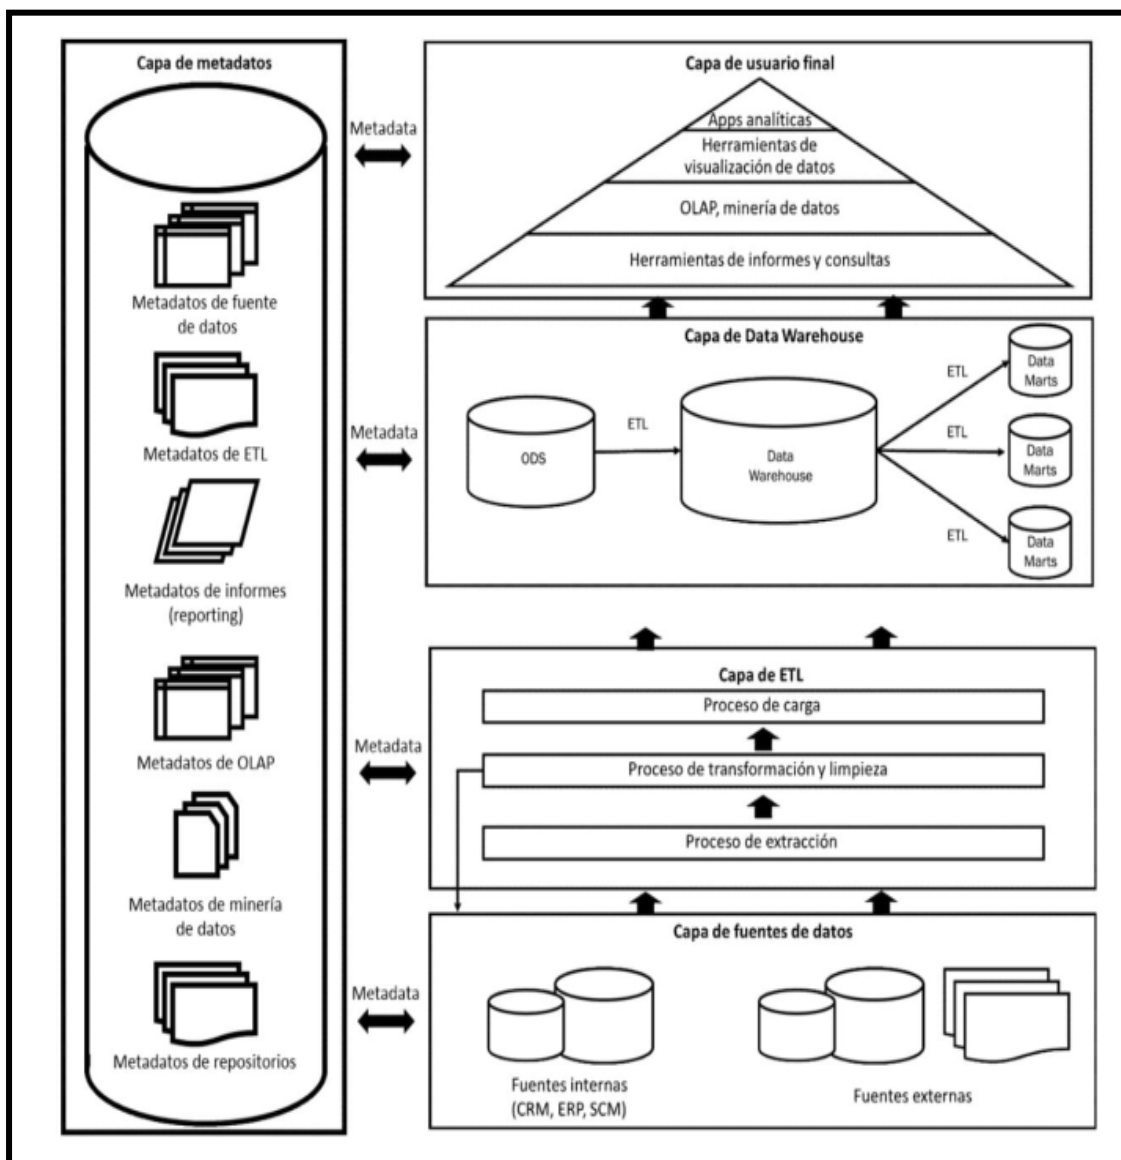 Capa de metadatos
Metadatos de fuente
de datos
Metadatos de ETL
Metadatos de informes
(reporting)
Metadatos de OLAP
Metadatos de minería
de datos
Metadatos de repositorios
Metadata
Metadata
Metadata
Metadata
Capa de usuario final
Apps analíticas
Herramientas de
visualización de datos
OLAP, minería de datos
Herramientas de informes y consultas
Capa de Data Warehouse
ODS
ETL
Data
Warehouse
ETL
ETL
ETL
Data
Marts
Data
Marts
Data
Marts
Capa de ETL
Proceso de carga
Proceso de transformación y limpieza
Proceso de extracción
Capa de fuentes de datos
Fuentes internas
(CRM, ERP, SCM)
Fuentes externas